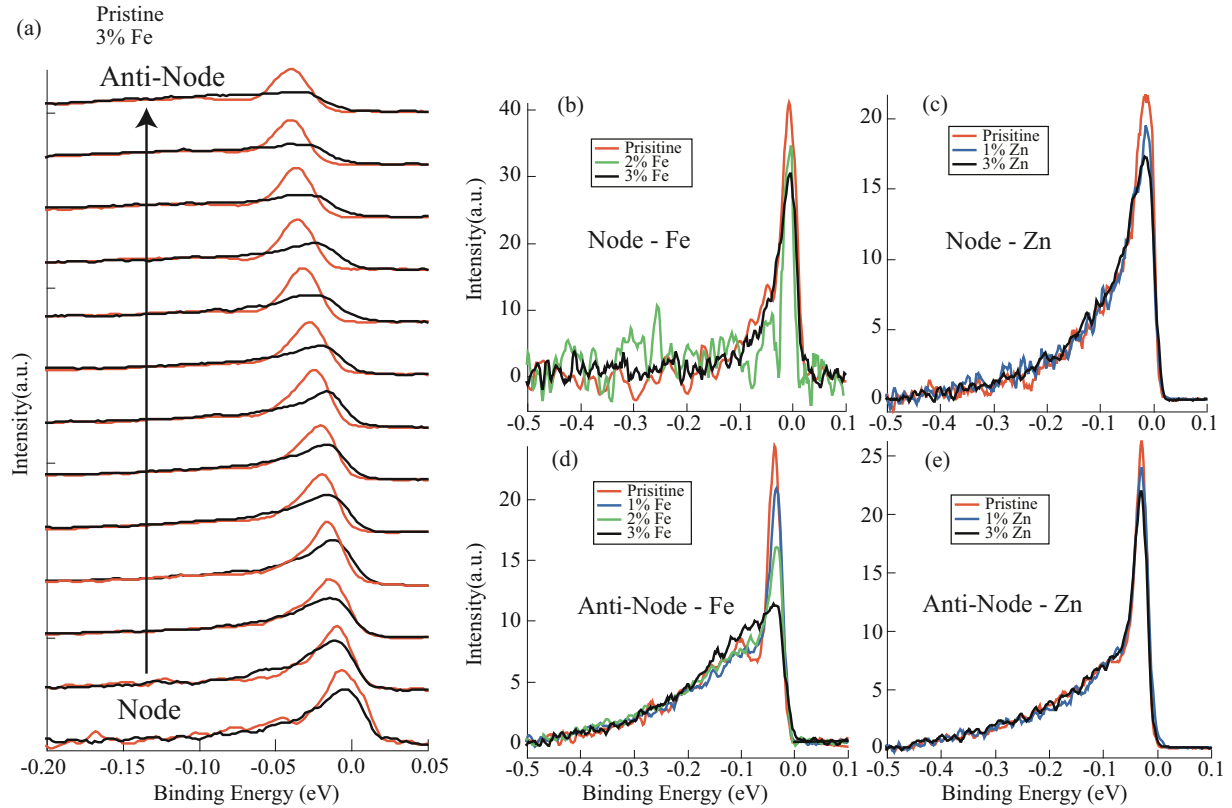 (a)
Pristine
3% Fe
Anti-Node
Node
Intensity(a.u.)
-0.20 -0.15 -0.10 -0.05 0.0 0.05
Binding Energy (eV)
(b)
Prisitine
2% Fe
3% Fe
Node - Fe
Intensity(a.u.)
40
30
20
10
0
-0.5 -0.4 -0.3 -0.2 -0.1 0.0 0.1
(c)
Prisitine
1% Zn
3% Zn
Node - Zn
20
15
10
5
0
-0.5 -0.4 -0.3 -0.2 -0.1 0.0 0.1
(d)
Prisitine
1% Fe
2% Fe
3% Fe
Anti-Node - Fe
Intensity(a.u.)
20
15
10
5
0
-0.5 -0.4 -0.3 -0.2 -0.1 0.0 0.1
Binding Energy (eV)
(e)
Pristine
1% Zn
3% Zn
Anti-Node - Zn
25
20
15
10
5
0
-0.5 -0.4 -0.3 -0.2 -0.1 0.0 0.1
Binding Energy (eV)